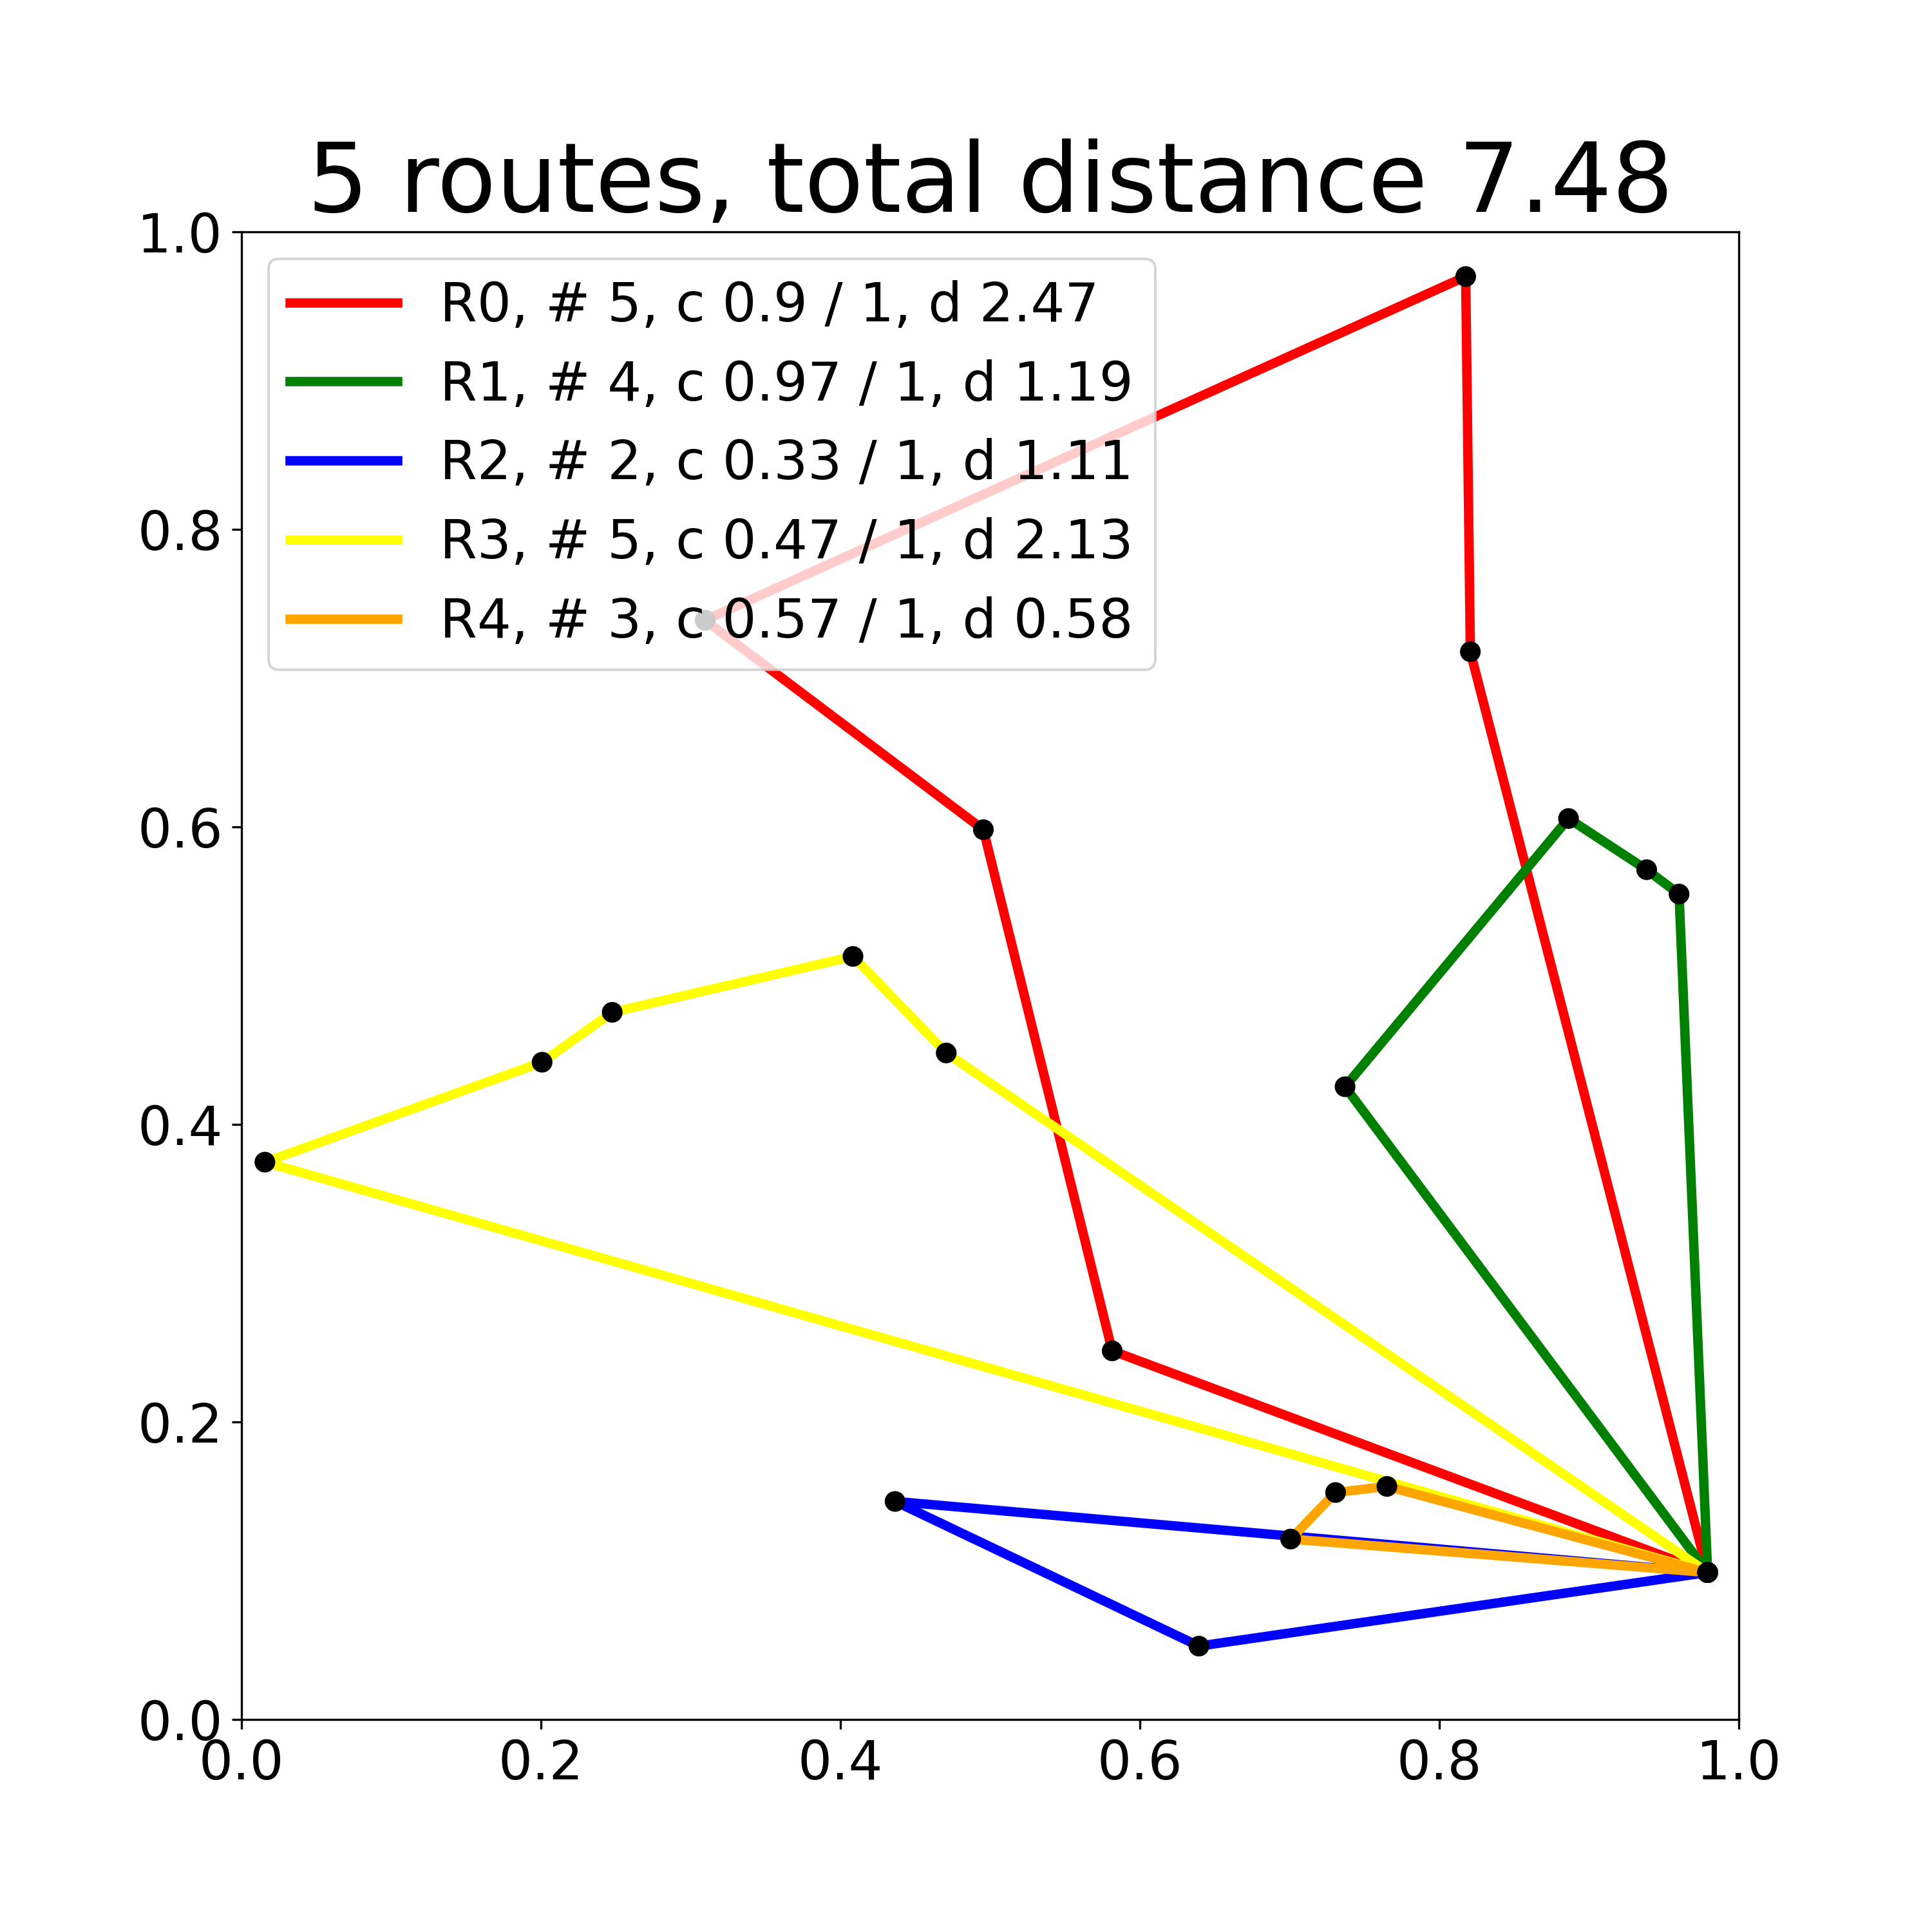 5 routes, total distance 7.48
R0, # 5, c 0.9 / 1, d 2.47
R1, # 4, c 0.97 / 1, d 1.19
R2, # 2, c 0.33 / 1, d 1.11
R3, # 5, c 0.47 / 1, d 2.13
R4, # 3, c 0.57 / 1, d 0.58
1.0
0.8
0.6
0.4
0.2
0.0
0.0 0.2 0.4 0.6 0.8 1.0